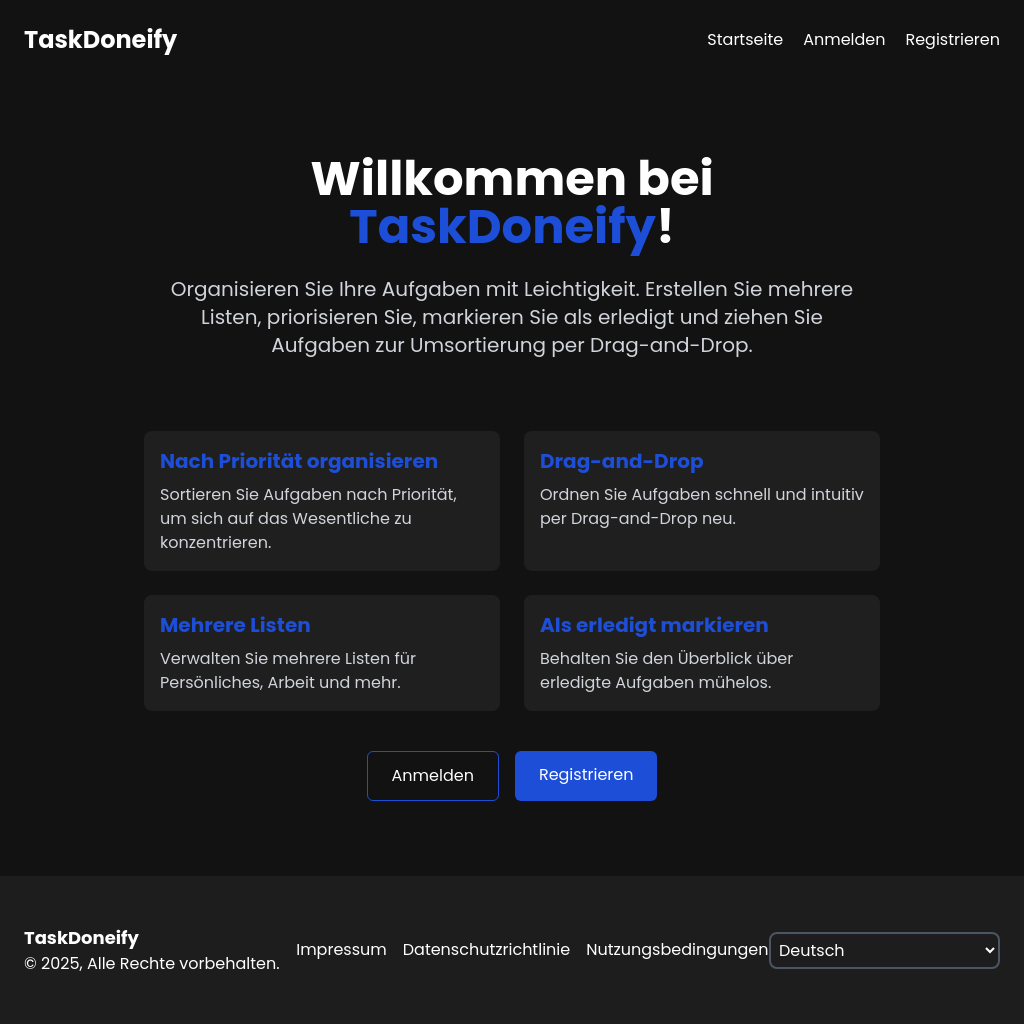 TaskDoneify
Startseite Anmelden Registrieren
Willkommen bei
TaskDoneify!
Organisieren Sie Ihre Aufgaben mit Leichtigkeit. Erstellen Sie mehrere
Listen, priorisieren Sie, markieren Sie als erledigt und ziehen Sie
Aufgaben zur Umsortierung per Drag-and-Drop.
Nach Priorität organisieren
Sortieren Sie Aufgaben nach Priorität,
um sich auf das Wesentliche zu
konzentrieren.
Drag-and-Drop
Ordnen Sie Aufgaben schnell und intuitiv
per Drag-and-Drop neu.
Mehrere Listen
Verwalten Sie mehrere Listen für
Persönliches, Arbeit und mehr.
Als erledigt markieren
Behalten Sie den Überblick über
erledigte Aufgaben mühelos.
Anmelden
Registrieren
TaskDoneify
© 2025, Alle Rechte vorbehalten.
Impressum Datenschutzrichtlinie Nutzungsbedingungen
Deutsch